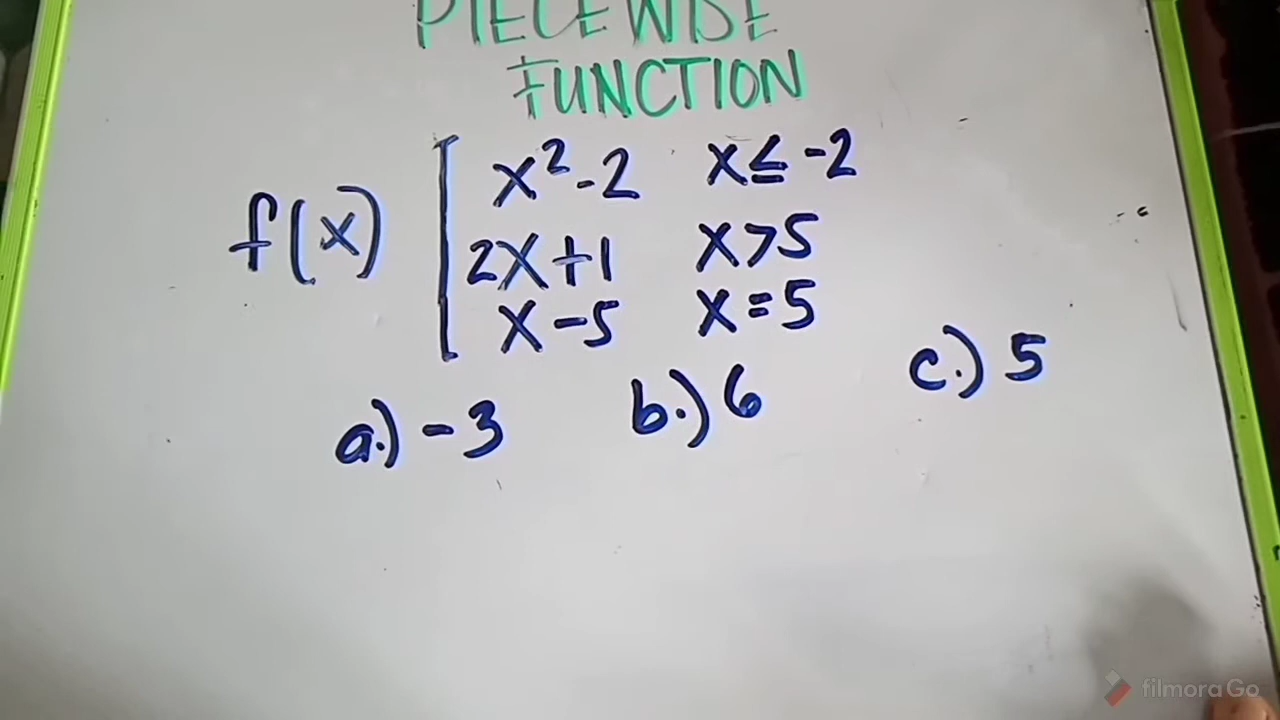 PIECEWISE
FUNCTION
f(x) [ x²-2 x≤-2
2x+1 x>5
x-5 x=5
a.) -3 b.) 6 c.) 5
filmoraGo